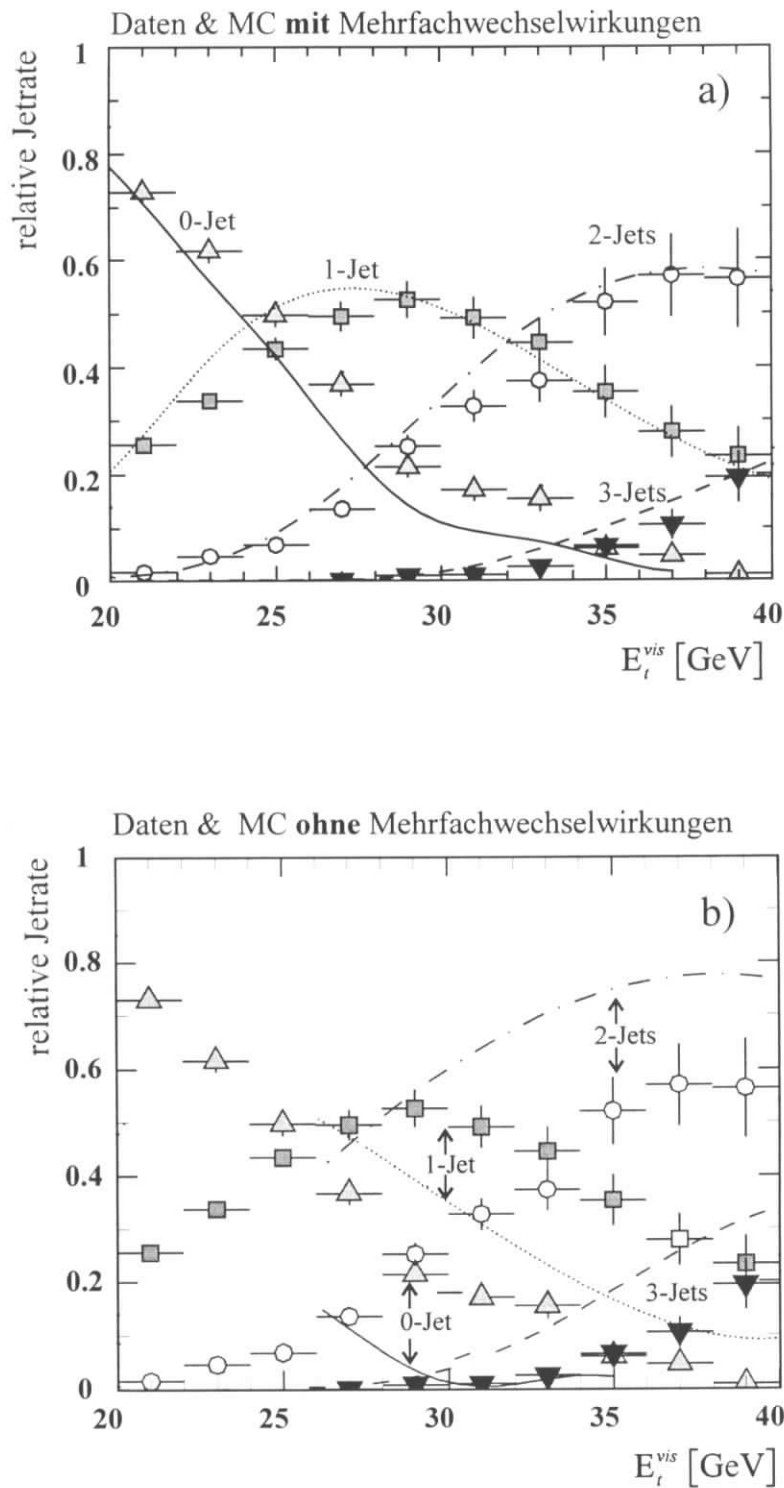 Daten & MC mit Mehrfachwechselwirkungen
relative Jetrate
a)
1
0.8
0.6
0.4
0.2
0
0-Jet
1-Jet
2-Jets
3-Jets
20 25 30 35 40
E_t^vis [GeV]
Daten & MC ohne Mehrfachwechselwirkungen
relative Jetrate
b)
1
0.8
0.6
0.4
0.2
0
2-Jets
1-Jet
3-Jets
0-Jet
20 25 30 35 40
E_t^vis [GeV]